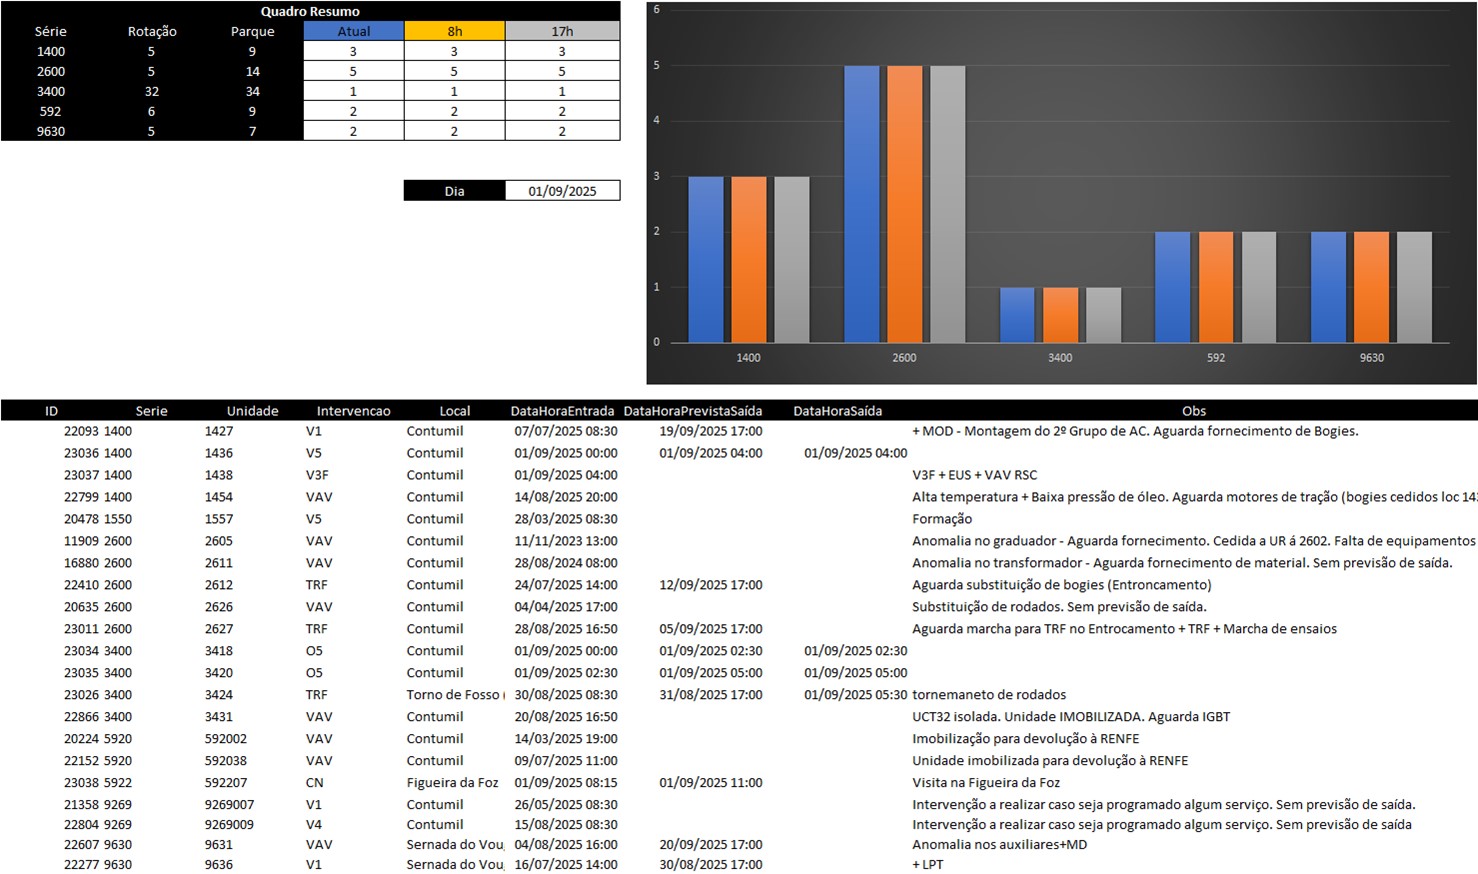 Quadro Resumo
Série Rotação Parque Atual 8h 17h
1400 5 9 3 3 3
2600 5 14 5 5 5
3400 32 34 1 1 1
592 6 9 2 2 2
9630 5 7 2 2 2
Dia 01/09/2025
6
5
4
3
2
1
0
1400 2600 3400 592 9630
ID Serie Unidade Intervencao Local DataHoraEntrada DataHoraPrevistaSaída DataHoraSaída Obs
22093 1400 1427 V1 Contumil 07/07/2025 08:30 19/09/2025 17:00 + MOD - Montagem do 2º Grupo de AC. Aguarda fornecimento de Bogies.
23036 1400 1436 V5 Contumil 01/09/2025 00:00 01/09/2025 04:00 01/09/2025 04:00
23037 1400 1438 V3F Contumil 01/09/2025 04:00 V3F + EUS + VAV RSC
22799 1400 1454 VAV Contumil 14/08/2025 20:00 Alta temperatura + Baixa pressão de óleo. Aguarda motores de tração (bogies cedidos loc
20478 1550 1557 V5 Contumil 28/03/2025 08:30 Formação
11909 2600 2605 VAV Contumil 11/11/2023 13:00 Anomalia no graduador - Aguarda fornecimento. Cedida a UR á 2602. Falta de equipamentos
16880 2600 2611 VAV Contumil 28/08/2024 08:00 Anomalia no transformador - Aguarda fornecimento de material. Sem previsão de saída.
22410 2600 2612 TRF Contumil 24/07/2025 14:00 12/09/2025 17:00 Aguarda substituição de bogies (Entroncamento)
20635 2600 2626 VAV Contumil 04/04/2025 17:00 Substituição de rodados. Sem previsão de saída.
23011 2600 2627 TRF Contumil 28/08/2025 16:50 05/09/2025 17:00 Aguarda marcha para TRF no Entrocamento + TRF + Marcha de ensaios
23034 3400 3418 O5 Contumil 01/09/2025 00:00 01/09/2025 02:30 01/09/2025 02:30
23035 3400 3420 O5 Contumil 01/09/2025 02:30 01/09/2025 05:00 01/09/2025 05:00
23026 3400 3424 TRF Torno de Fosso ( 30/08/2025 08:30 31/08/2025 17:00 01/09/2025 05:30 tornemaneto de rodados
22866 3400 3431 VAV Contumil 20/08/2025 16:50 UCT32 isolada. Unidade IMOBILIZADA. Aguarda IGBT
20224 5920 592002 VAV Contumil 14/03/2025 19:00 Imobilização para devolução à RENFE
22152 5920 592038 VAV Contumil 09/07/2025 11:00 Unidade imobilizada para devolução à RENFE
23038 5922 592207 CN Figueira da Foz 01/09/2025 08:15 01/09/2025 11:00 Visita na Figueira da Foz
21358 9269 9269007 V1 Contumil 26/05/2025 08:30 Intervenção a realizar caso seja programado algum serviço. Sem previsão de saída.
22804 9269 9269009 V4 Contumil 15/08/2025 08:30 Intervenção a realizar caso seja programado algum serviço. Sem previsão de saída
22607 9630 9631 VAV Sernada do Vou 04/08/2025 16:00 20/09/2025 17:00 Anomalia nos auxiliares+MD
22277 9630 9636 V1 Sernada do Vou 16/07/2025 14:00 30/08/2025 17:00 + LPT